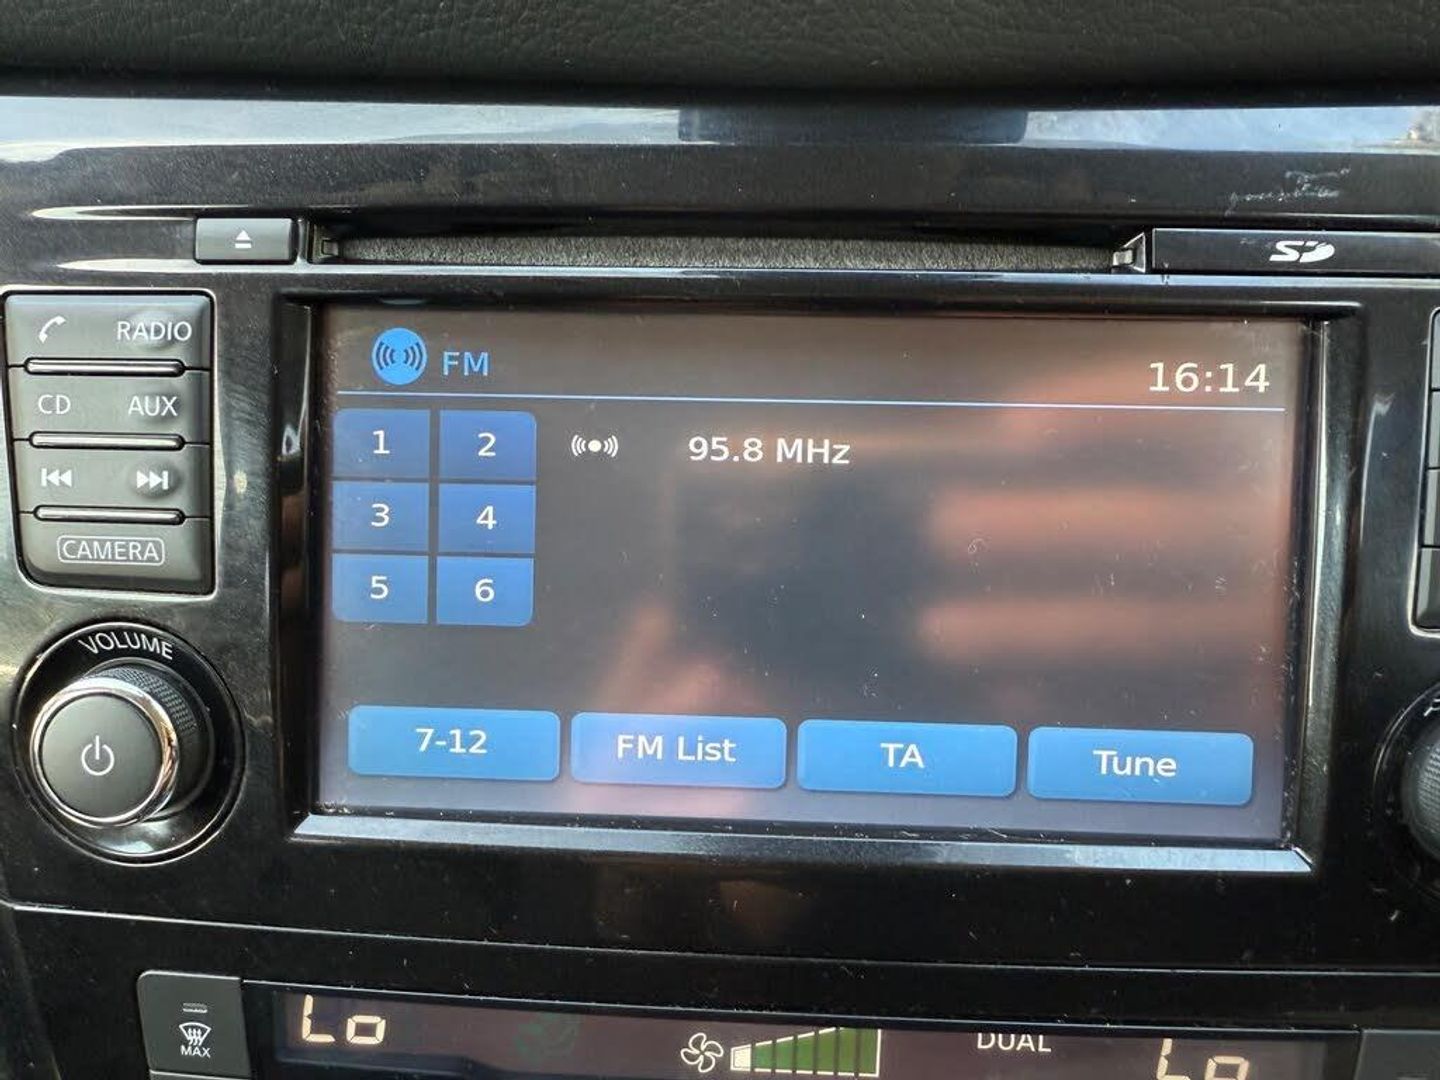 SD
RADIO
CD AUX
CAMERA
VOLUME
FM
16:14
1 2
95.8 MHz
3 4
5 6
7-12 FM List TA Tune
MAX
Lo
DUAL
Lo